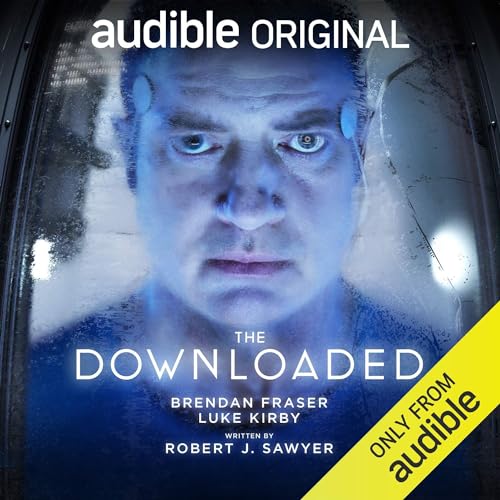 audible ORIGINAL
THE
DOWNLOADED
BRENDAN FRASER
LUKE KIRBY
WRITTEN BY
ROBERT J. SAWYER
ONLY FROM
audible